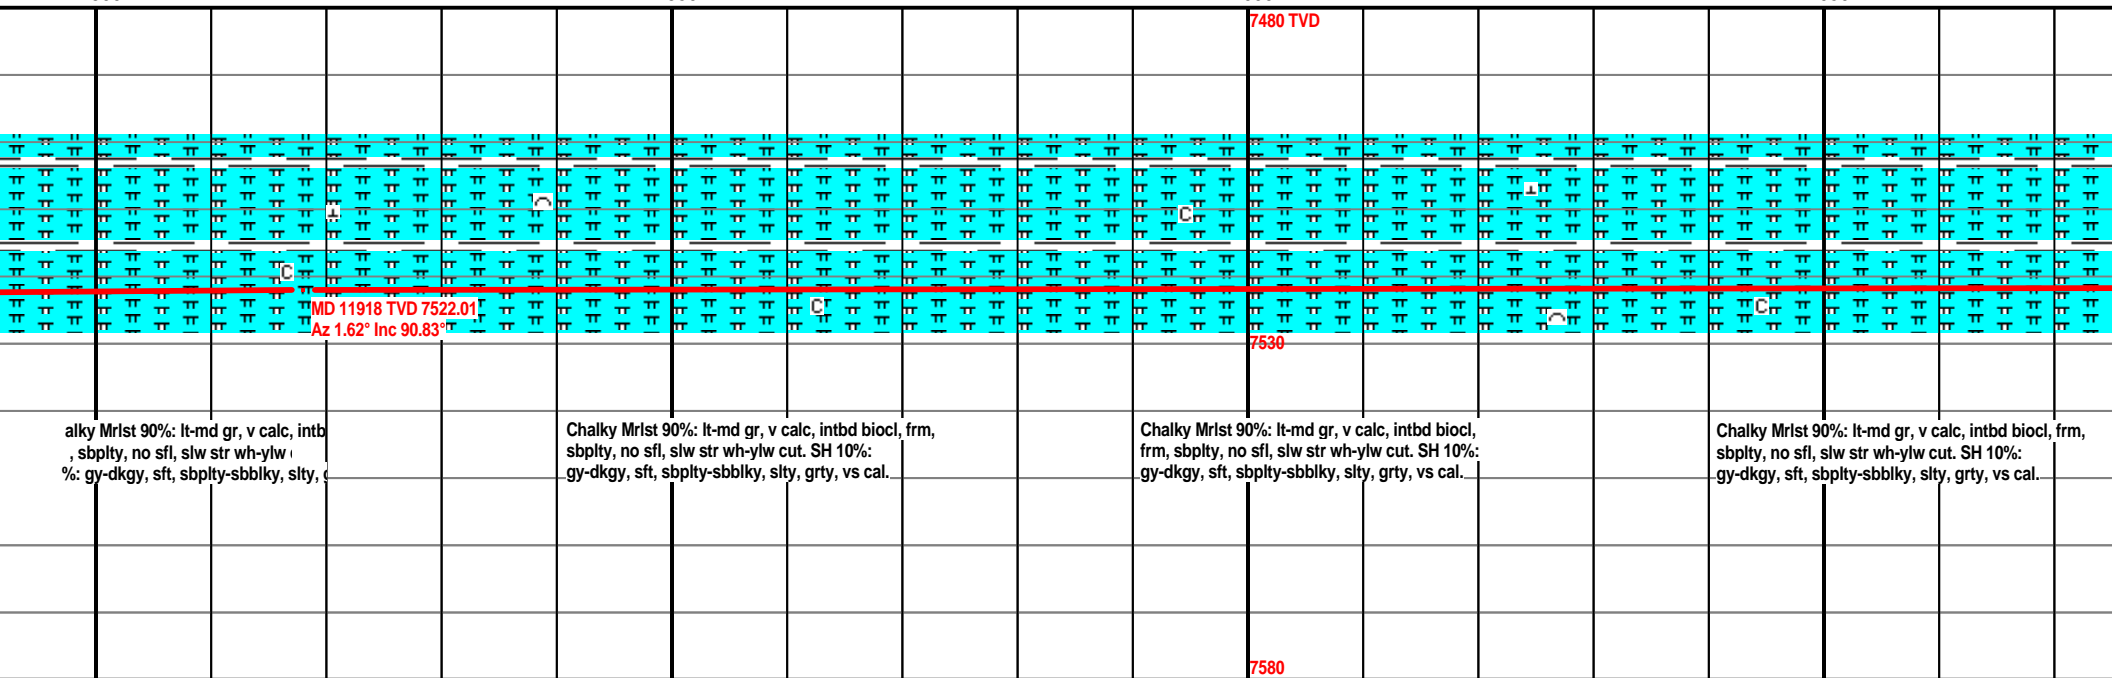 7480 TVD
MD 11918 TVD 7522.01
Az 1.62° Inc 90.83°
7530
alky Mrlst 90%: lt-md gr, v calc, intb
, sbplty, no sfl, slw str wh-ylw
%: gy-dkgy, sft, sbplty-sbblky, slty,
Chalky Mrlst 90%: lt-md gr, v calc, intbd biocl, frm,
sbplty, no sfl, slw str wh-ylw cut. SH 10%:
gy-dkgy, sft, sbplty-sbblky, slty, grty, vs cal.
Chalky Mrlst 90%: lt-md gr, v calc, intbd biocl,
frm, sbplty, no sfl, slw str wh-ylw cut. SH 10%:
gy-dkgy, sft, sbplty-sbblky, slty, grty, vs cal.
Chalky Mrlst 90%: lt-md gr, v calc, intbd biocl, frm,
sbplty, no sfl, slw str wh-ylw cut. SH 10%:
gy-dkgy, sft, sbplty-sbblky, slty, grty, vs cal.
7580